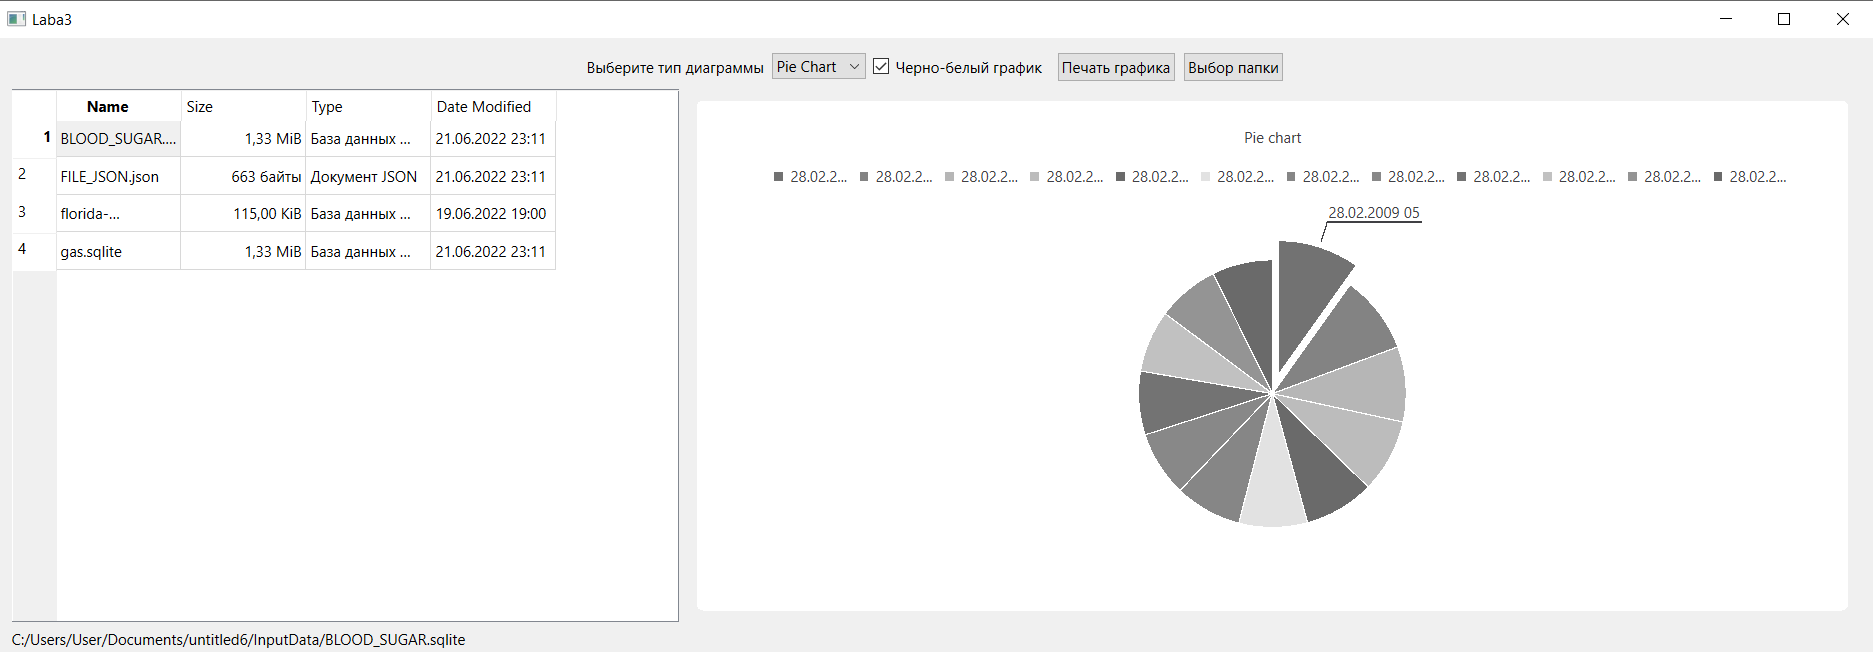 Laba3
Выберите тип диаграммы Pie Chart Черно-белый график Печать графика Выбор папки
Name Size Type Date Modified
1 BLOOD_SUGAR.... 1,33 MiB База данных ... 21.06.2022 23:11
2 FILE_JSON.json 663 байты Документ JSON 21.06.2022 23:11
3 florida-... 115,00 KiB База данных ... 19.06.2022 19:00
4 gas.sqlite 1,33 MiB База данных ... 21.06.2022 23:11
Pie chart
28.02.2... 28.02.2... 28.02.2... 28.02.2... 28.02.2... 28.02.2... 28.02.2... 28.02.2... 28.02.2... 28.02.2... 28.02.2... 28.02.2...
28.02.2009 05
C:/Users/User/Documents/untitled6/InputData/BLOOD_SUGAR.sqlite